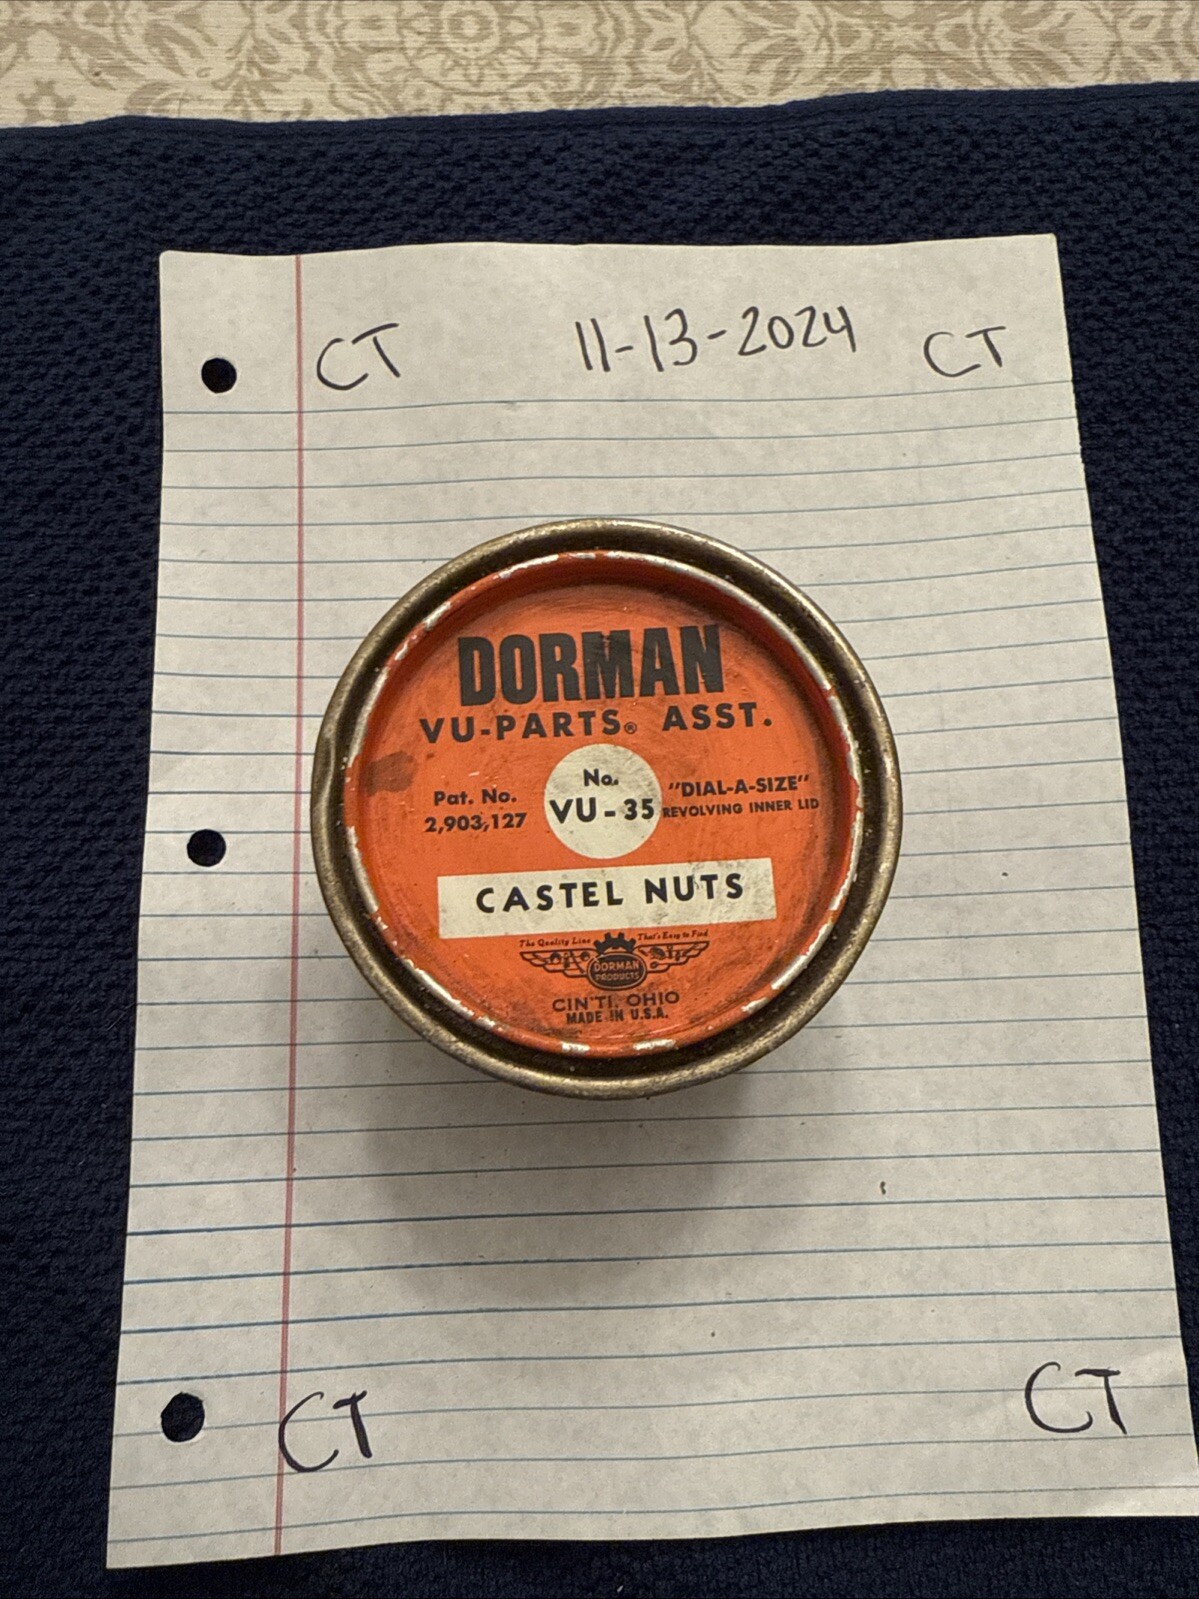 CT 11-13-2024 CT
DORMAN
VU-PARTS® ASST.
Pat. No.
2,903,127
No.
VU-35
"DIAL-A-SIZE"
REVOLVING INNER LID
CASTEL NUTS
The Quality Line That's Easy to Find
DORMAN
PRODUCTS
CIN'TI, OHIO
MADE IN U.S.A.
CT CT